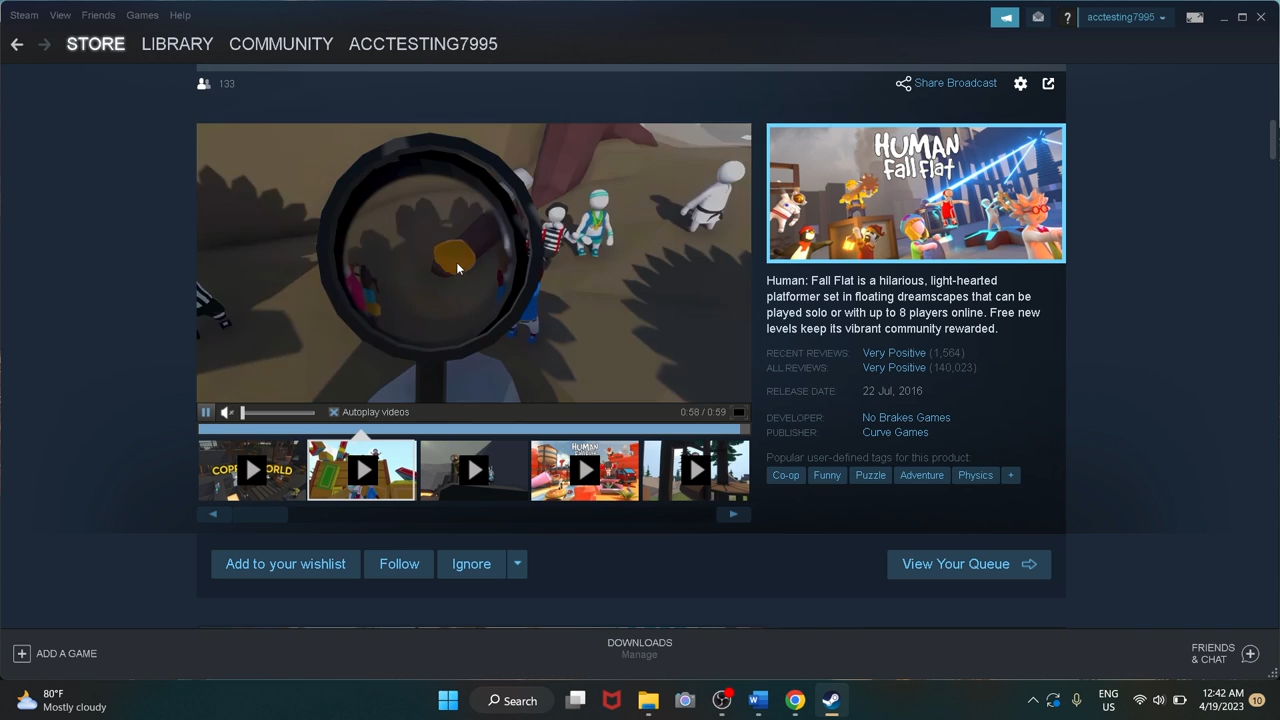 Steam View Friends Games Help
acctesting7995
STORE LIBRARY COMMUNITY ACCTESTING7995
133
Share Broadcast
HUMAN
fall flat
Human: Fall Flat is a hilarious, light-hearted
platformer set in floating dreamscapes that can be
played solo or with up to 8 players online. Free new
levels keep its vibrant community rewarded.
RECENT REVIEWS: Very Positive (1,564)
ALL REVIEWS: Very Positive (140,023)
RELEASE DATE: 22 Jul, 2016
DEVELOPER: No Brakes Games
PUBLISHER: Curve Games
Popular user-defined tags for this product:
Co-op Funny Puzzle Adventure Physics +
Autoplay videos
0:58 / 0:59
HUMAN
Add to your wishlist Follow Ignore
View Your Queue
ADD A GAME
DOWNLOADS
Manage
FRIENDS
& CHAT
80°F
Mostly cloudy
Search
ENG
US
12:42 AM
4/19/2023
10